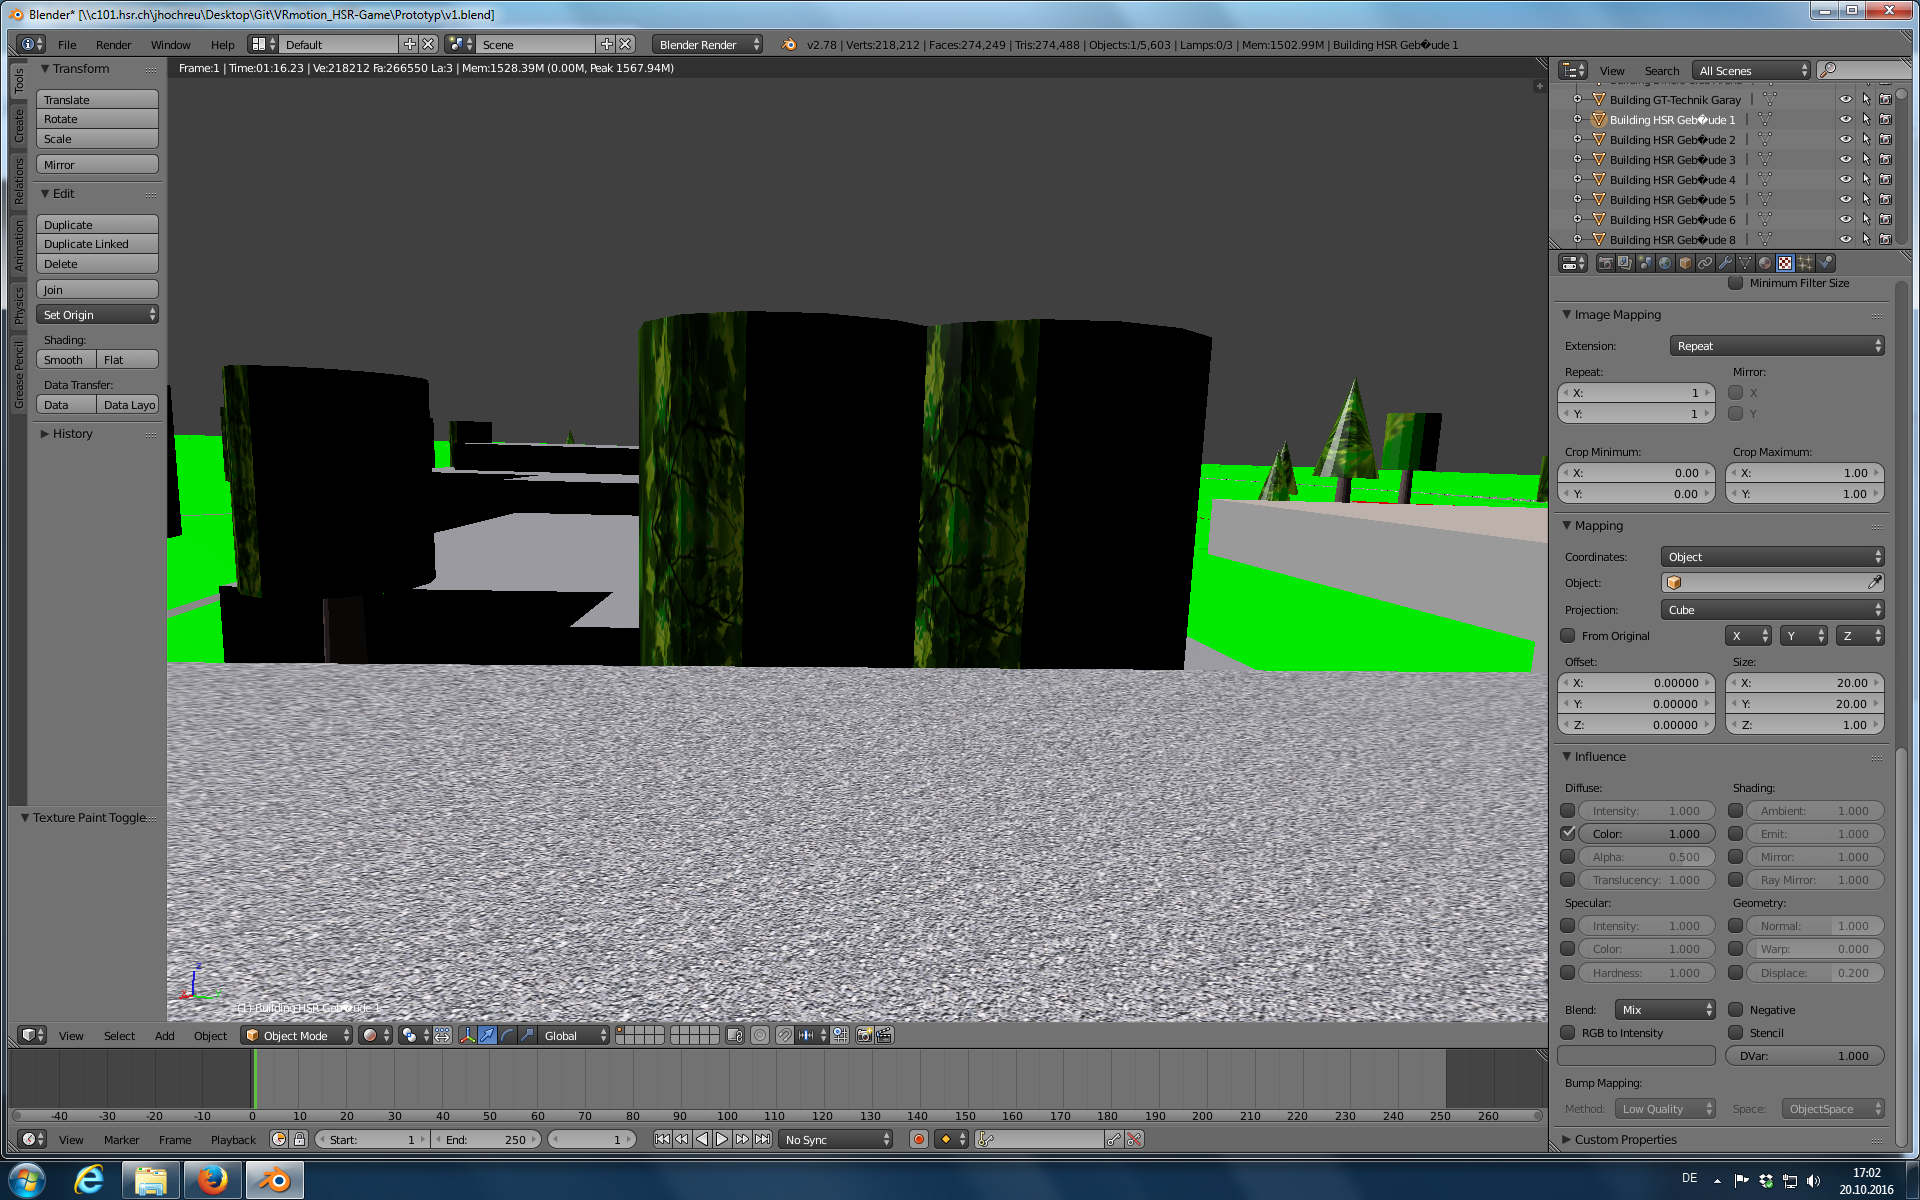 Blender* [\\c101.hsr.ch\jhochreu\Desktop\Git\VRmotion_HSR-Game\Prototyp\v1.blend]
File Render Window Help Default Scene Blender Render v2.78 | Verts:218,212 | Faces:274,249 | Tris:274,488 | Objects:1/5,603 | Lamps:0/3 | Mem:1502.99M | Building HSR Geb�ude 1
Frame:1 | Time:01:16.23 | Ve:218212 Fa:266550 La:3 | Mem:1528.39M (0.00M, Peak 1567.94M)
Tools
Create
Relations
Animation
Physics
Grease Pencil
Transform
Translate
Rotate
Scale
Mirror
Edit
Duplicate
Duplicate Linked
Delete
Join
Set Origin
Shading:
Smooth Flat
Data Transfer:
Data Data Layo
History
Texture Paint Toggle
(1) Building HSR Geb�ude 1
View Search All Scenes
Building GT-Technik Garay
Building HSR Geb�ude 1
Building HSR Geb�ude 2
Building HSR Geb�ude 3
Building HSR Geb�ude 4
Building HSR Geb�ude 5
Building HSR Geb�ude 6
Building HSR Geb�ude 8
Minimum Filter Size
Image Mapping
Extension: Repeat
Repeat: Mirror:
X: 1 X
Y: 1 Y
Crop Minimum: Crop Maximum:
X: 0.00 X: 1.00
Y: 0.00 Y: 1.00
Mapping
Coordinates: Object
Object:
Projection: Cube
From Original X Y Z
Offset: Size:
X: 0.00000 X: 20.00
Y: 0.00000 Y: 20.00
Z: 0.00000 Z: 1.00
Influence
Diffuse: Shading:
Intensity: 1.000 Ambient: 1.000
Color: 1.000 Emit: 1.000
Alpha: 0.500 Mirror: 1.000
Translucency: 1.000 Ray Mirror: 1.000
Specular: Geometry:
Intensity: 1.000 Normal: 1.000
Color: 1.000 Warp: 0.000
Hardness: 1.000 Displace: 0.200
Blend: Mix Negative
RGB to Intensity Stencil
DVar: 1.000
Bump Mapping:
Method: Low Quality Space: ObjectSpace
Custom Properties
View Select Add Object Object Mode Global
-40 -30 -20 -10 0 10 20 30 40 50 60 70 80 90 100 110 120 130 140 150 160 170 180 190 200 210 220 230 240 250 260
View Marker Frame Playback Start: 1 End: 250 1 No Sync
DE 17:02
20.10.2016